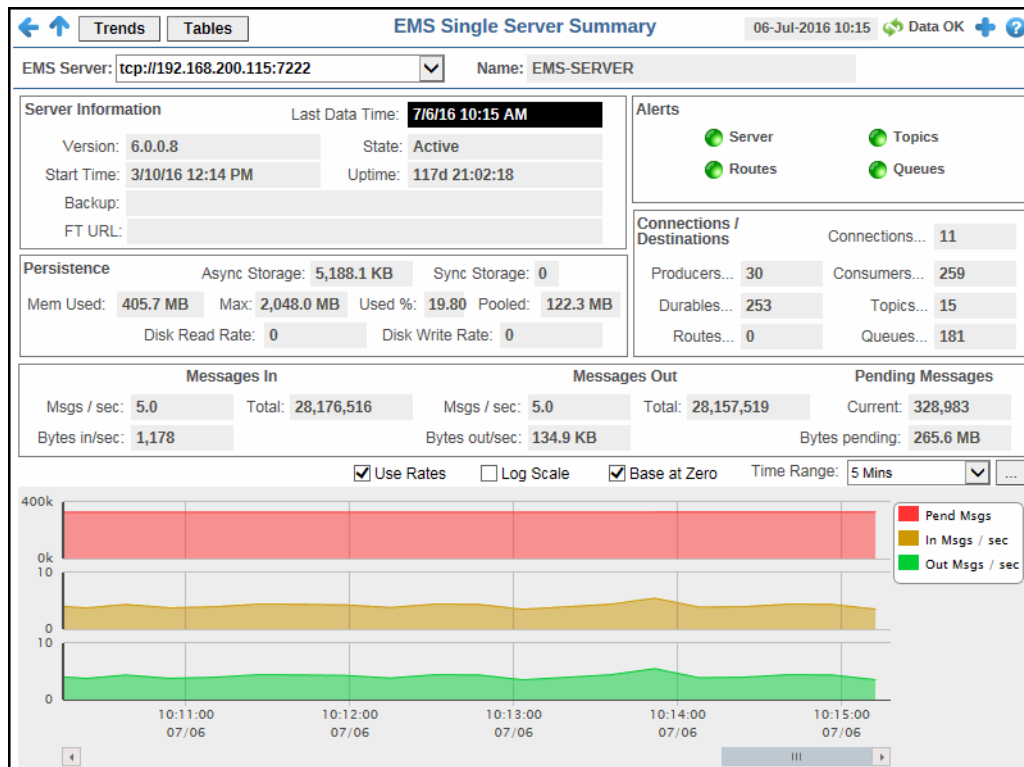 Trends Tables EMS Single Server Summary 06-Jul-2016 10:15 Data OK
EMS Server: tcp://192.168.200.115:7222 Name: EMS-SERVER
Server Information Last Data Time: 7/6/16 10:15 AM
Version: 6.0.0.8 State: Active
Start Time: 3/10/16 12:14 PM Uptime: 117d 21:02:18
Backup:
FT URL:
Alerts
Server Topics
Routes Queues
Connections /
Destinations Connections... 11
Producers... 30 Consumers... 259
Durables... 253 Topics... 15
Routes... 0 Queues... 181
Persistence Async Storage: 5,188.1 KB Sync Storage: 0
Mem Used: 405.7 MB Max: 2,048.0 MB Used %: 19.80 Pooled: 122.3 MB
Disk Read Rate: 0 Disk Write Rate: 0
Messages In Messages Out Pending Messages
Msgs / sec: 5.0 Total: 28,176,516 Msgs / sec: 5.0 Total: 28,157,519 Current: 328,983
Bytes in/sec: 1,178 Bytes out/sec: 134.9 KB Bytes pending: 265.6 MB
Use Rates Log Scale Base at Zero Time Range: 5 Mins ...
400k
0k
10
0
10
0
Pend Msgs
In Msgs / sec
Out Msgs / sec
10:11:00 10:12:00 10:13:00 10:14:00 10:15:00
07/06 07/06 07/06 07/06 07/06